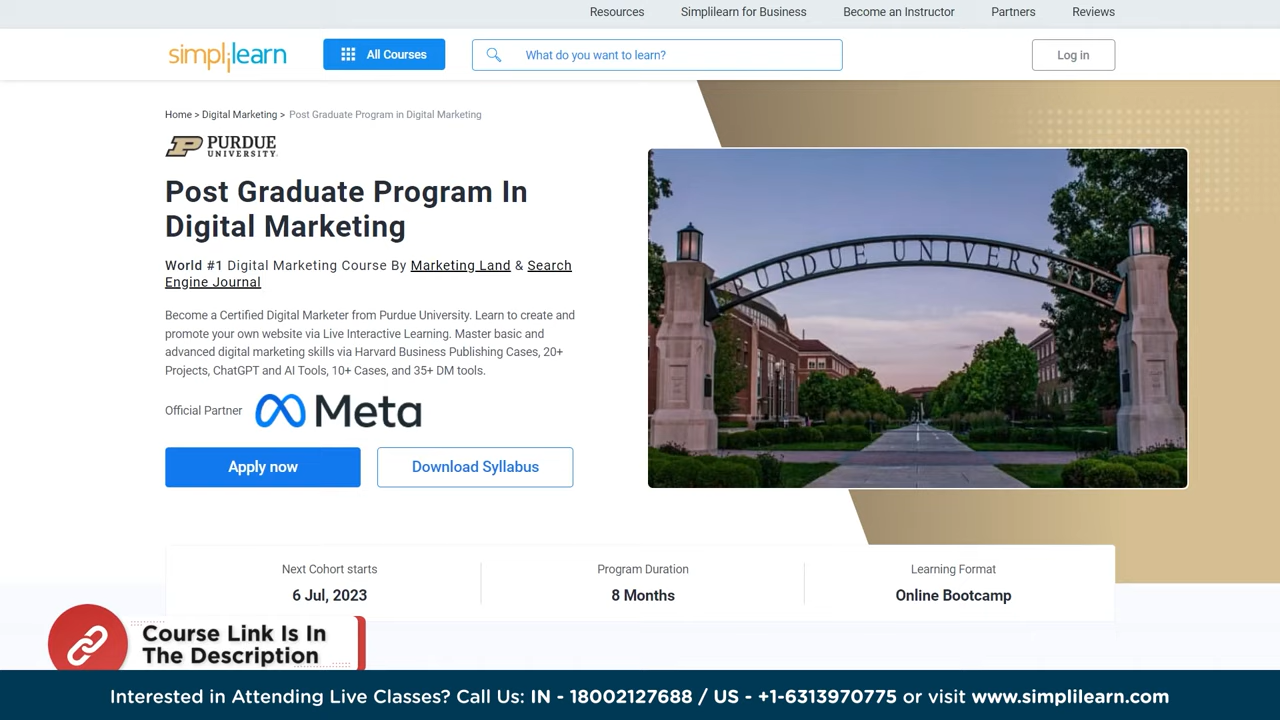 Resources Simplilearn for Business Become an Instructor Partners Reviews
simplilearn All Courses What do you want to learn? Log in
Home > Digital Marketing > Post Graduate Program in Digital Marketing
PURDUE
UNIVERSITY
Post Graduate Program In
Digital Marketing
World #1 Digital Marketing Course By Marketing Land & Search
Engine Journal
Become a Certified Digital Marketer from Purdue University. Learn to create and
promote your own website via Live Interactive Learning. Master basic and
advanced digital marketing skills via Harvard Business Publishing Cases, 20+
Projects, ChatGPT and AI Tools, 10+ Cases, and 35+ DM tools.
Official Partner Meta
Apply now Download Syllabus
PURDUE UNIVERSITY
Next Cohort starts Program Duration Learning Format
6 Jul, 2023 8 Months Online Bootcamp
Course Link Is In
The Description
Interested in Attending Live Classes? Call Us: IN - 18002127688 / US - +1-6313970775 or visit www.simplilearn.com